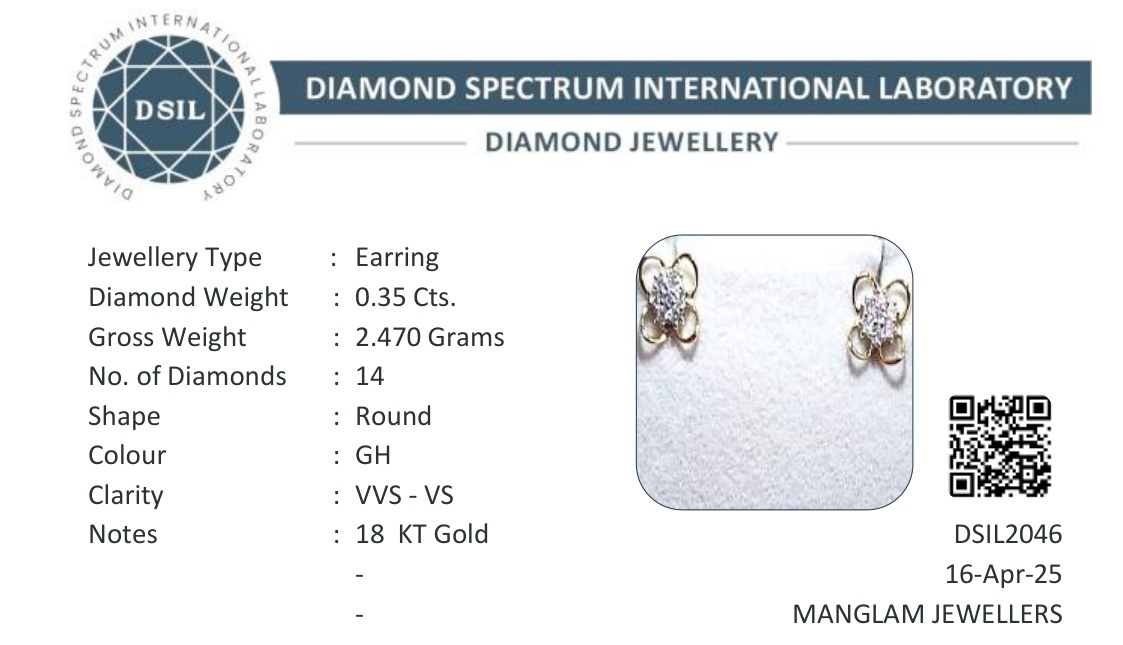 DIAMOND SPECTRUM INTERNATIONAL LABORATORY
DSIL
DIAMOND SPECTRUM INTERNATIONAL LABORATORY
DIAMOND JEWELLERY
Jewellery Type : Earring
Diamond Weight : 0.35 Cts.
Gross Weight : 2.470 Grams
No. of Diamonds : 14
Shape : Round
Colour : GH
Clarity : VVS - VS
Notes : 18 KT Gold
-
-
DSIL2046
16-Apr-25
MANGLAM JEWELLERS